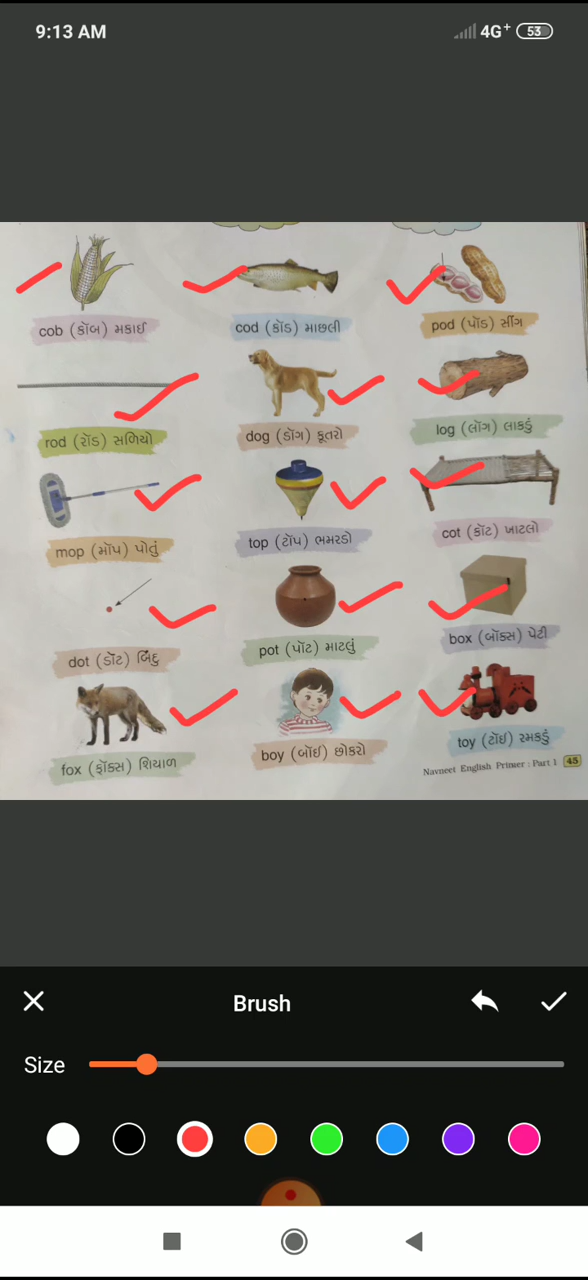 9:13 AM 4G+ 53
cob (કૉબ) મકાઈ cod (કૉડ) માછલી pod (પૉડ) સીંગ
rod (રૉડ) સળિયો dog (ડૉગ) કૂતરો log (લૉગ) લાકડું
mop (મૉપ) પોતું top (ટૉપ) ભમરડો cot (કૉટ) ખાટલો
dot (ડૉટ) બિંદુ pot (પૉટ) માટલું box (બૉક્સ) પેટી
fox (ફૉક્સ) શિયાળ boy (બૉઇ) છોકરો toy (ટૉઇ) રમકડું
Navneet English Primer : Part 1 45
Brush
Size